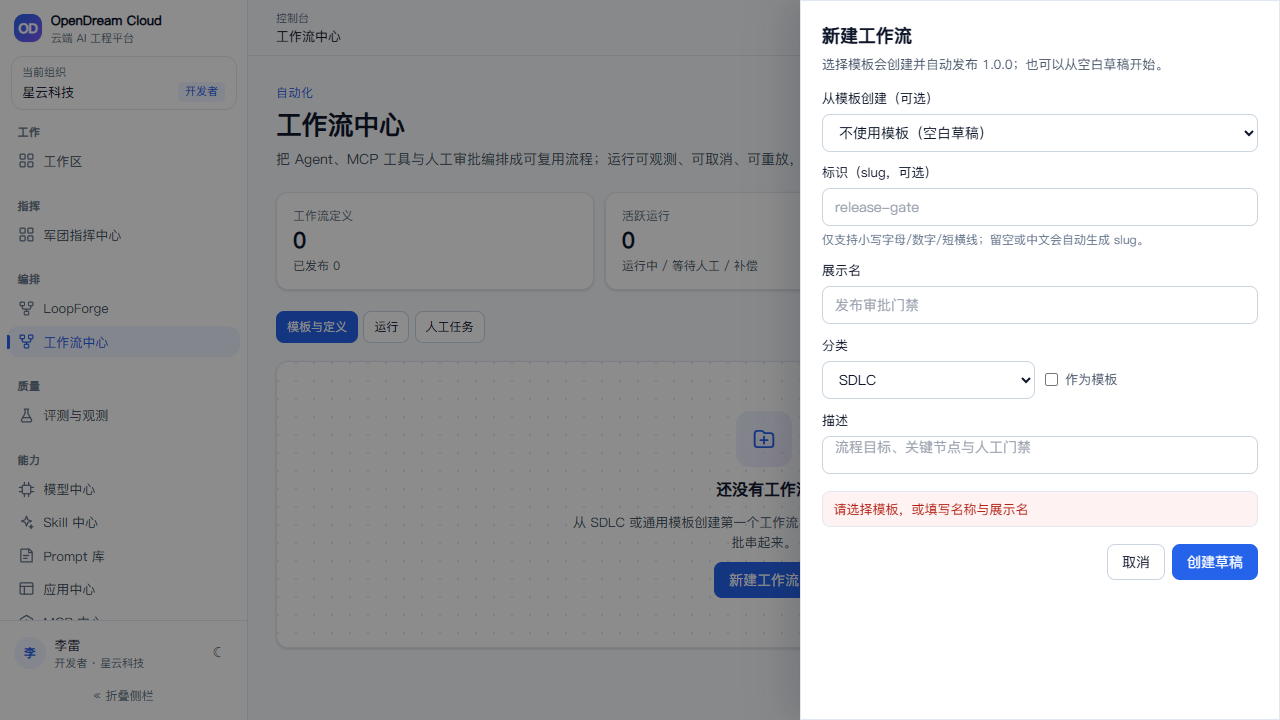 OD
OpenDream Cloud
云端 AI 工程平台
当前组织
星云科技
开发者
工作
工作区
指挥
军团指挥中心
编排
LoopForge
工作流中心
质量
评测与观测
能力
模型中心
Skill 中心
Prompt 库
应用中心
李
李雷
开发者 · 星云科技
☾
« 折叠侧栏
控制台
工作流中心
自动化
工作流中心
把 Agent、MCP 工具与人工审批编排成可复用流程；运行可观测、可取消、可重放，
工作流定义
0
已发布 0
活跃运行
0
运行中 / 等待人工 / 补偿
模板与定义
运行
人工任务
还没有工作
从 SDLC 或通用模板创建第一个工作流
批串起来。
新建工作流
新建工作流
选择模板会创建并自动发布 1.0.0；也可以从空白草稿开始。
从模板创建（可选）
不使用模板（空白草稿）
标识（slug，可选）
release-gate
仅支持小写字母/数字/短横线；留空或中文会自动生成 slug。
展示名
发布审批门禁
分类
SDLC
作为模板
描述
流程目标、关键节点与人工门禁
请选择模板，或填写名称与展示名
取消
创建草稿